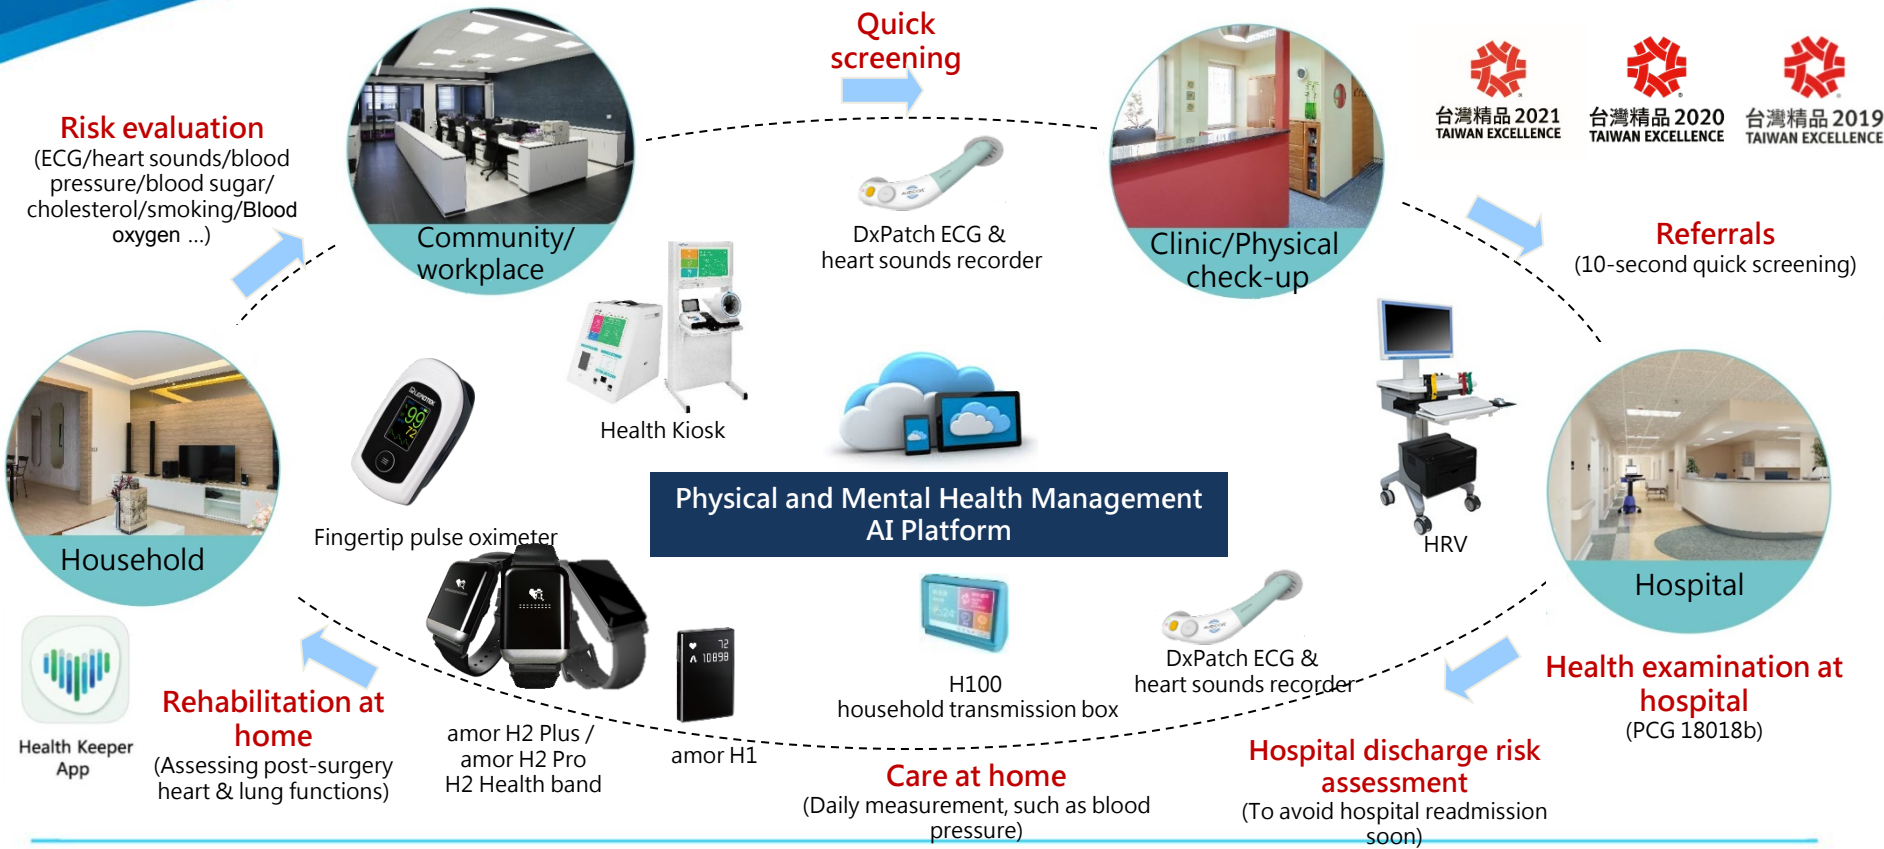 Quick
screening
台灣精品 2021
TAIWAN EXCELLENCE
台灣精品 2020
TAIWAN EXCELLENCE
台灣精品 2019
TAIWAN EXCELLENCE
Risk evaluation
(ECG/heart sounds/blood
pressure/blood sugar/
cholesterol/smoking/Blood
oxygen ...)
Community/
workplace
DxPatch ECG &
heart sounds recorder
Clinic/Physical
check-up
Referrals
(10-second quick screening)
Health Kiosk
LEADTEK
99
72
Fingertip pulse oximeter
Physical and Mental Health Management
AI Platform
HRV
Household
Hospital
Health Keeper
App
Rehabilitation at
home
(Assessing post-surgery
heart & lung functions)
amor H2 Plus /
amor H2 Pro
H2 Health band
72
10898
amor H1
H100
household transmission box
DxPatch ECG &
heart sounds recorder
Health examination at
hospital
(PCG 18018b)
Care at home
(Daily measurement, such as blood
pressure)
Hospital discharge risk
assessment
(To avoid hospital readmission
soon)